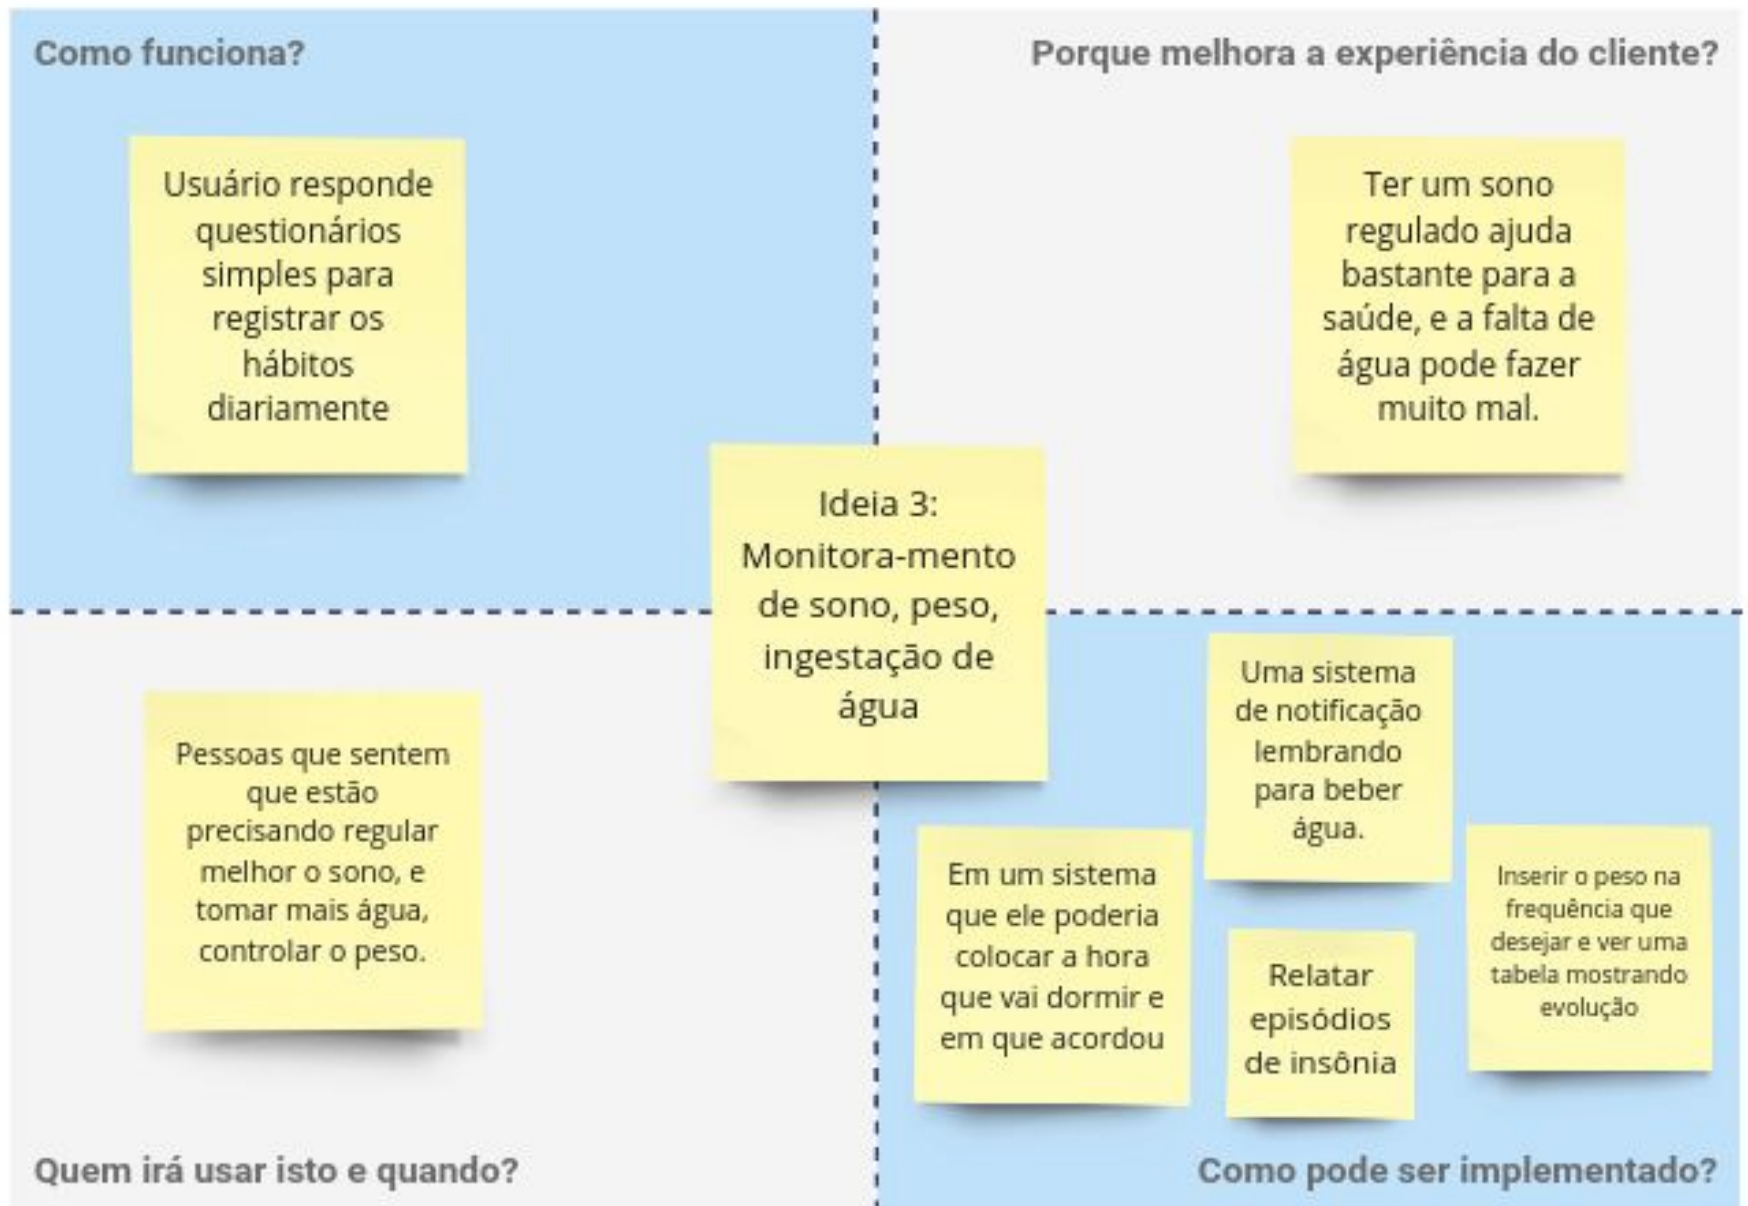 Como funciona?
Porque melhora a experiência do cliente?
Usuário responde
questionários
simples para
registrar os
hábitos
diariamente
Ter um sono
regulado ajuda
bastante para a
saúde, e a falta de
água pode fazer
muito mal.
Ideia 3:
Monitora-mento
de sono, peso,
ingestação de
água
Pessoas que sentem
que estão
precisando regular
melhor o sono, e
tomar mais água,
controlar o peso.
Uma sistema
de notificação
lembrando
para beber
água.
Em um sistema
que ele poderia
colocar a hora
que vai dormir e
em que acordou
Relatar
episódios
de insônia
Inserir o peso na
frequência que
desejar e ver uma
tabela mostrando
evolução
Quem irá usar isto e quando?
Como pode ser implementado?